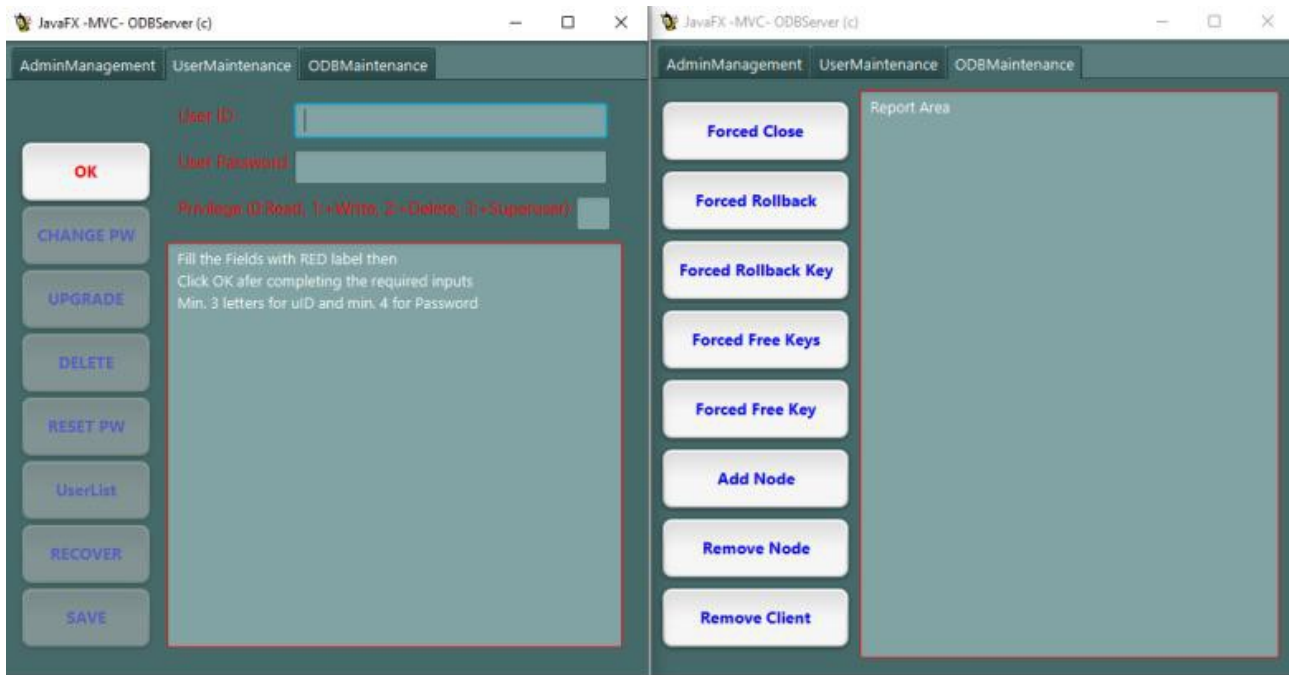 JavaFX -MVC- ODBServer (c)
AdminManagement UserMaintenance ODBMaintenance
User ID:
OK
User Password:
Privilege (0:Read, 1:+Write, 2:+Delete, 3:+Superuser):
CHANGE PW
Fill the Fields with RED label then
Click OK afer completing the required inputs
Min. 3 letters for uID and min. 4 for Password
UPGRADE
DELETE
RESET PW
UserList
RECOVER
SAVE
JavaFX -MVC- ODBServer (c)
AdminManagement UserMaintenance ODBMaintenance
Report Area
Forced Close
Forced Rollback
Forced Rollback Key
Forced Free Keys
Forced Free Key
Add Node
Remove Node
Remove Client